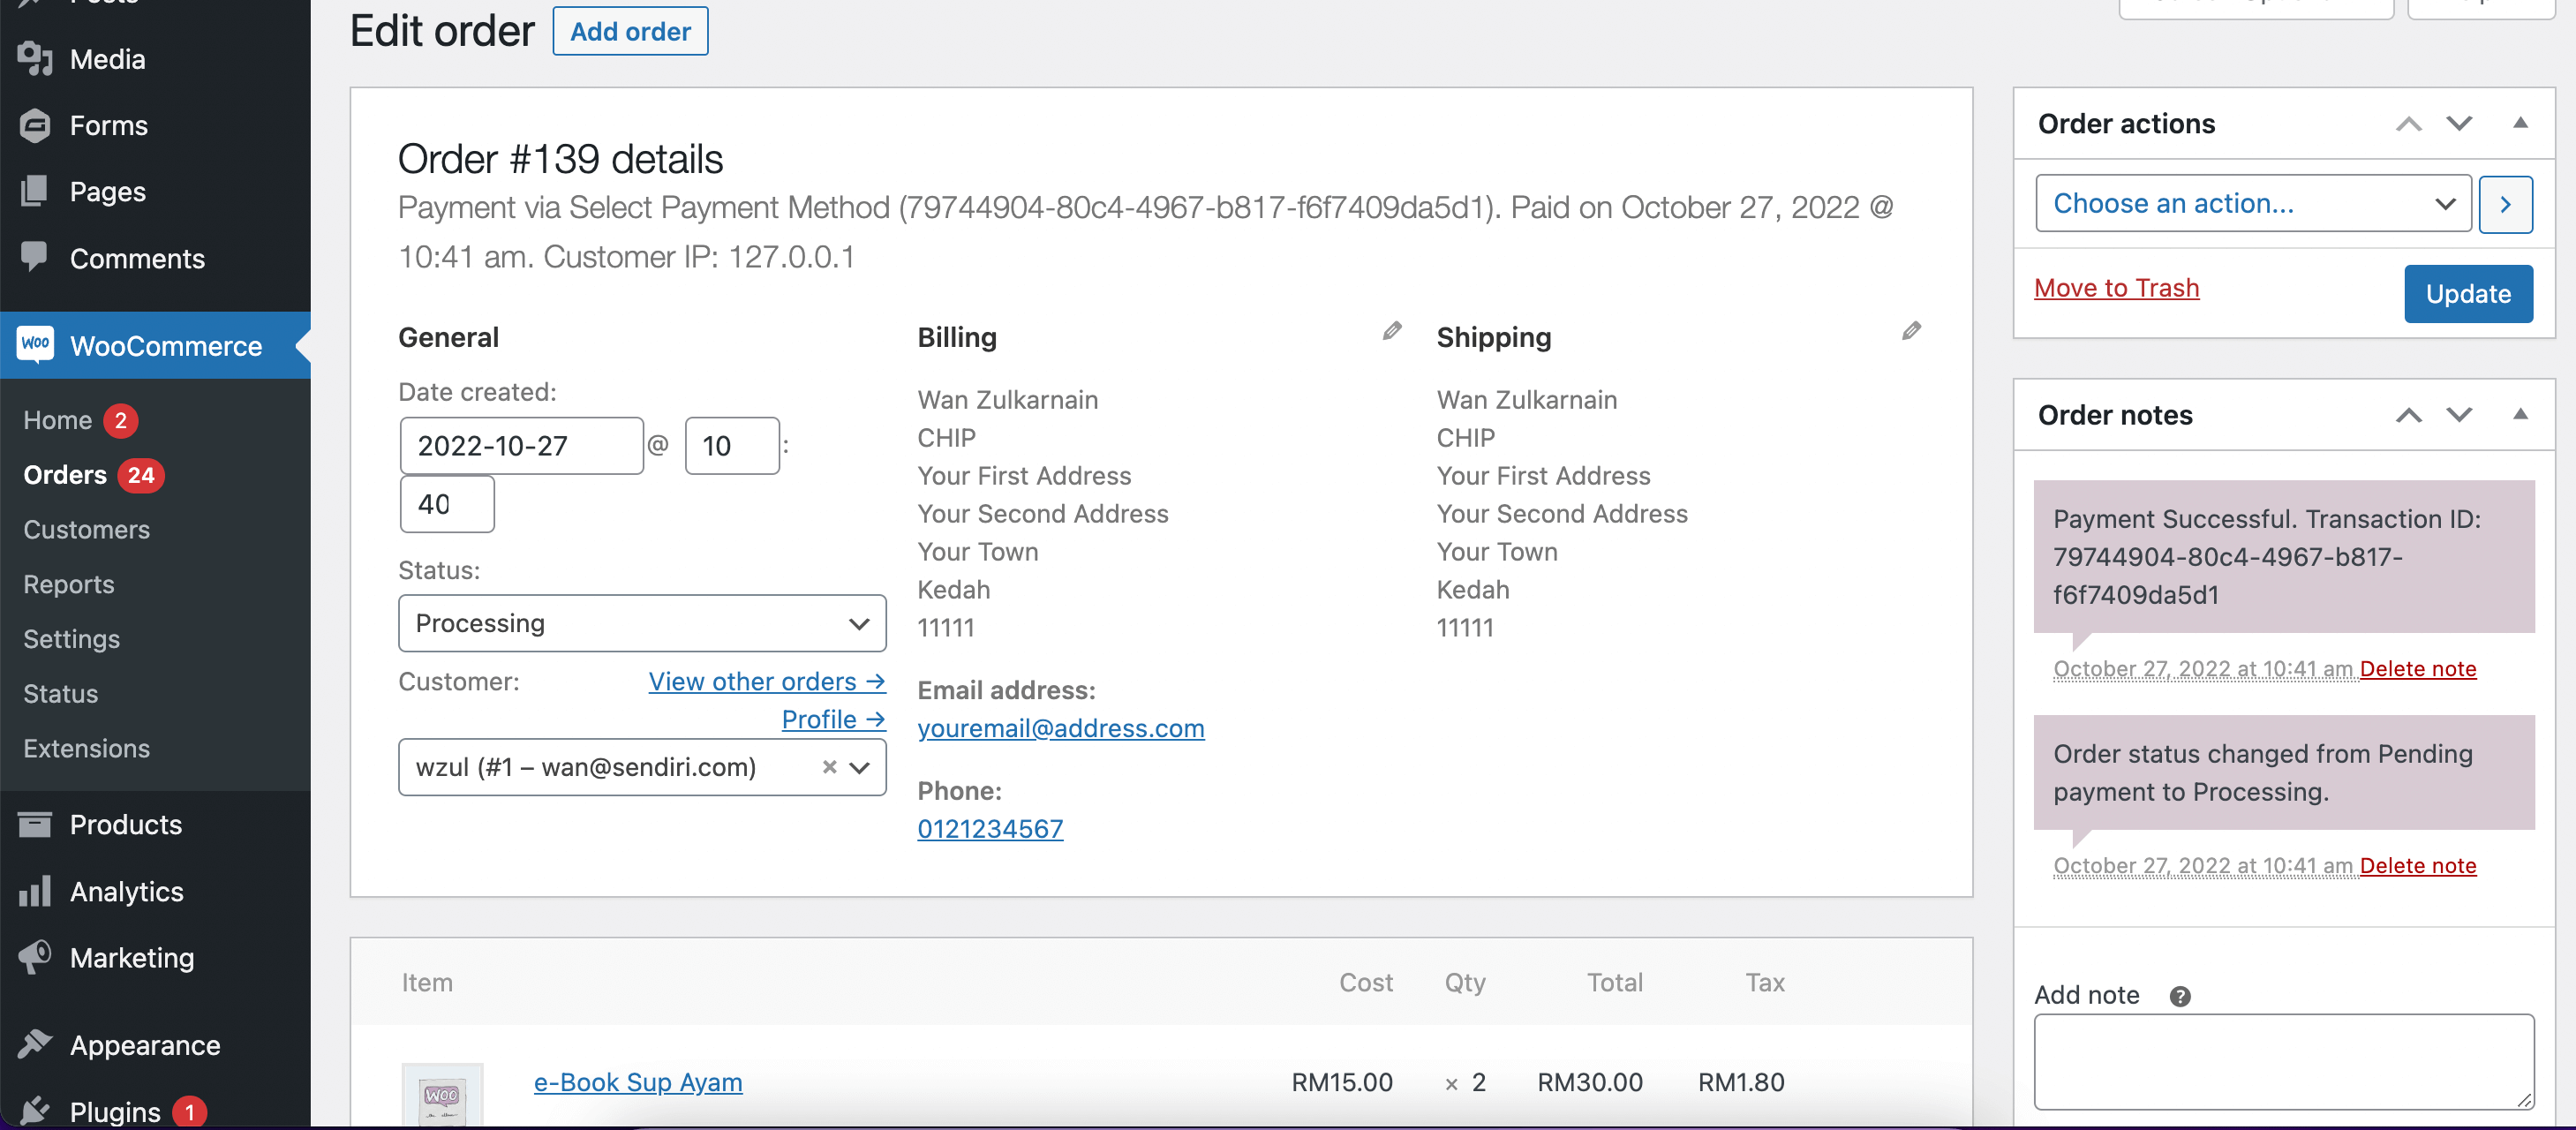 Media
Forms
Pages
Comments
WooCommerce
Home 2
Orders 24
Customers
Reports
Settings
Status
Extensions
Products
Analytics
Marketing
Appearance
Plugins 1
Edit order
Add order
Order #139 details
Payment via Select Payment Method (79744904-80c4-4967-b817-f6f7409da5d1). Paid on October 27, 2022 @
10:41 am. Customer IP: 127.0.0.1
General
Date created:
2022-10-27 @ 10 :
40
Status:
Processing
Customer: View other orders →
Profile →
wzul (#1 – wan@sendiri.com) ×
Billing
Wan Zulkarnain
CHIP
Your First Address
Your Second Address
Your Town
Kedah
11111
Email address:
youremail@address.com
Phone:
0121234567
Shipping
Wan Zulkarnain
CHIP
Your First Address
Your Second Address
Your Town
Kedah
11111
Item Cost Qty Total Tax
Woo
e-Book Sup Ayam RM15.00 × 2 RM30.00 RM1.80
Order actions
Choose an action...
Move to Trash
Update
Order notes
Payment Successful. Transaction ID:
79744904-80c4-4967-b817-
f6f7409da5d1
October 27, 2022 at 10:41 am Delete note
Order status changed from Pending
payment to Processing.
October 27, 2022 at 10:41 am Delete note
Add note ?